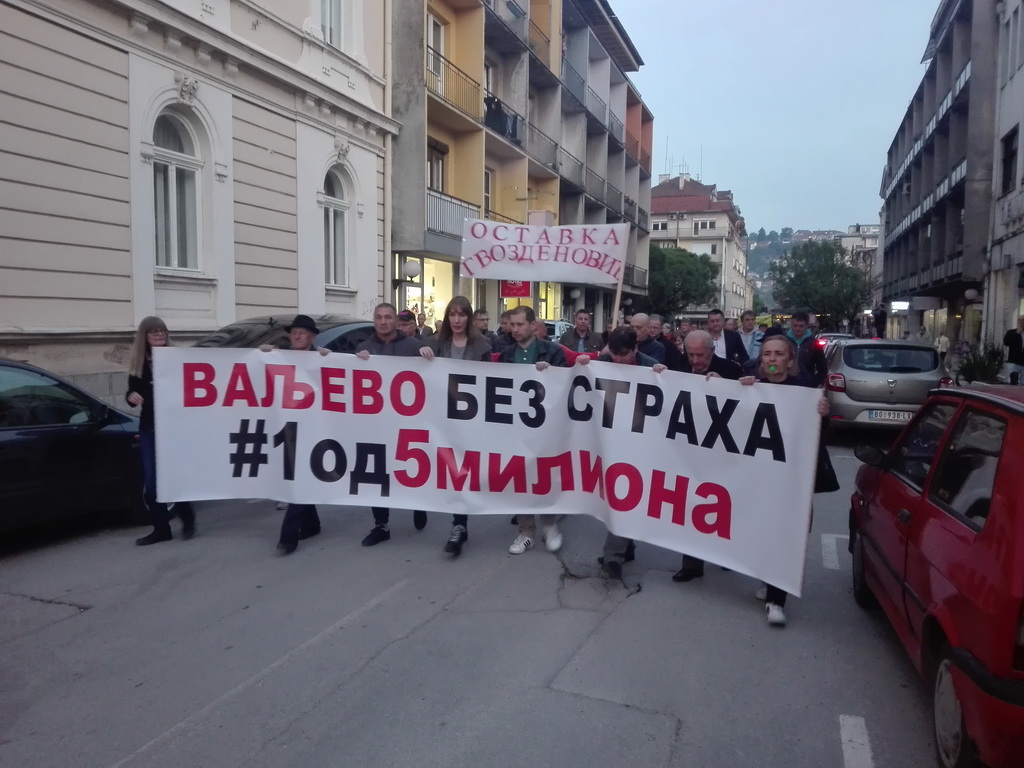 ОСТАВКА
ГВОЗДЕНОВИЋ
ВАЉЕВО БЕЗ СТРАХА
#1од5милиона